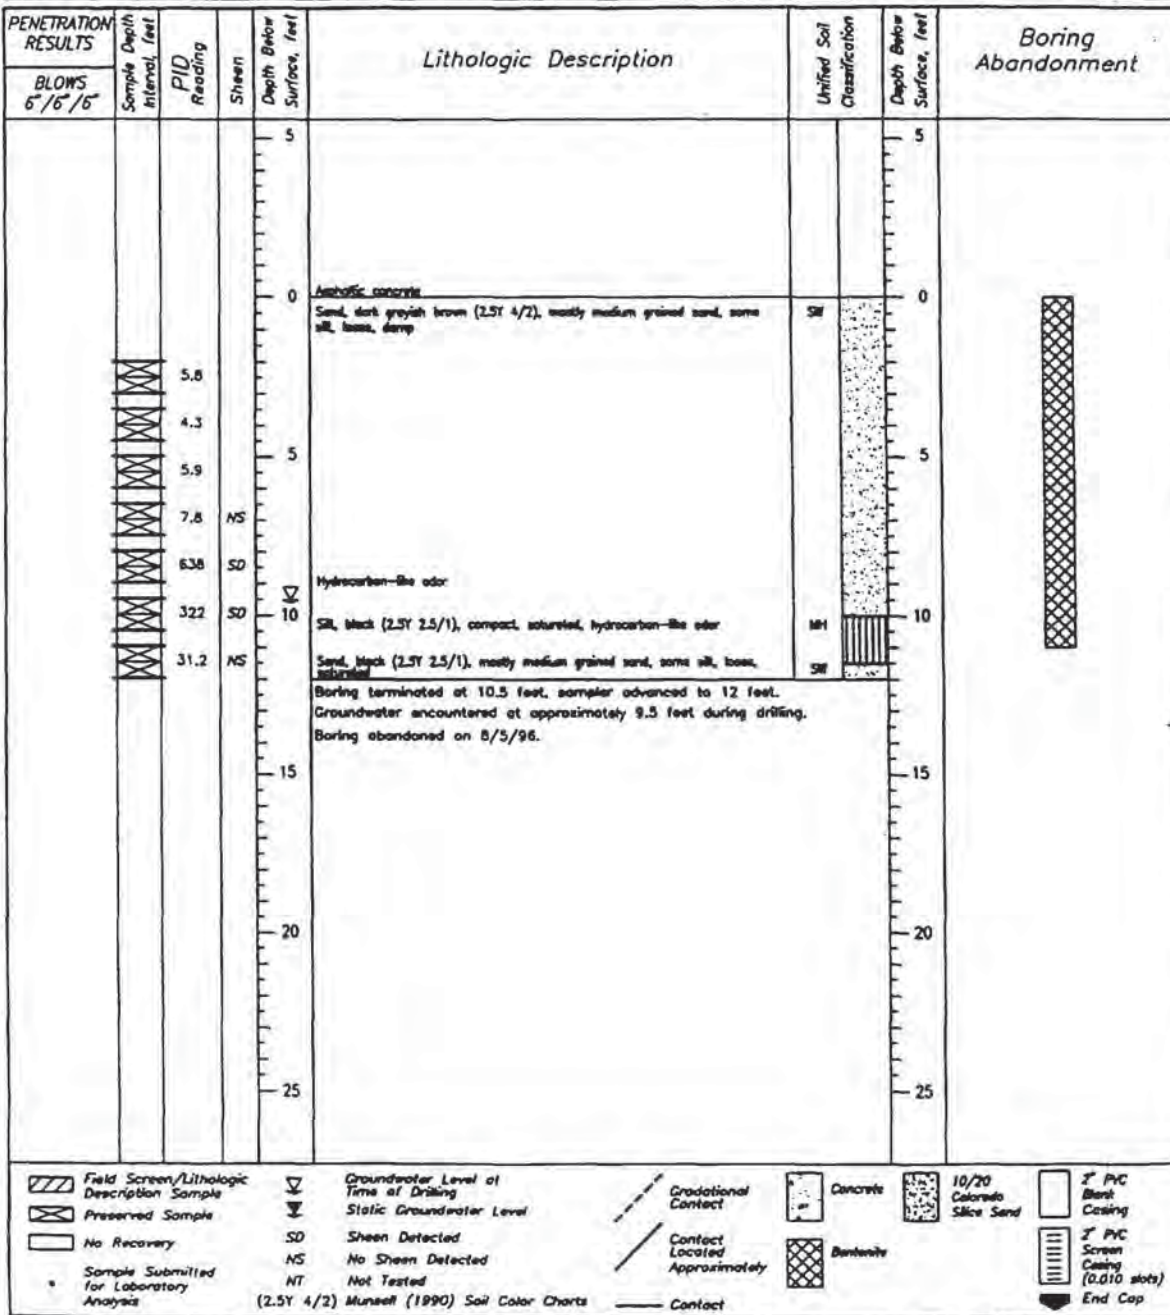 PENETRATION
RESULTS
BLOWS
6"/6"/6"
Sample Depth
Interval, feet
PID
Reading
Sheen
Depth Below
Surface, feet
Lithologic Description
Unified Soil
Classification
Depth Below
Surface, feet
Boring
Abandonment
5
5
Asphaltic concrete
0
0
Sand, dark greyish brown (2.5Y 4/2), mostly medium grained sand, some
silt, loose, damp
SW
5.8
4.3
5.9
5
5
7.8
NS
638
SD
Hydrocarbon-like odor
322
SD
10
10
Silt, black (2.5Y 2.5/1), compact, saturated, hydrocarbon-like odor
MH
31.2
NS
Sand, black (2.5Y 2.5/1), mostly medium grained sand, some silt, loose,
saturated
SW
Boring terminated at 10.5 feet, sampler advanced to 12 feet.
Groundwater encountered at approximately 9.5 feet during drilling.
Boring abandoned on 8/5/96.
15
15
20
20
25
25
Field Screen/Lithologic
Description Sample
Preserved Sample
No Recovery
Sample Submitted
for Laboratory
Analysis
Groundwater Level at
Time of Drilling
Static Groundwater Level
SD Sheen Detected
NS No Sheen Detected
NT Not Tested
(2.5Y 4/2) Munsell (1990) Soil Color Charts
Gradational
Contact
Contact
Located
Approximately
Contact
Concrete
Bentonite
10/20
Colorado
Silica Sand
2" PVC
Blank
Casing
2" PVC
Screen
Casing
(0.010 slots)
End Cap